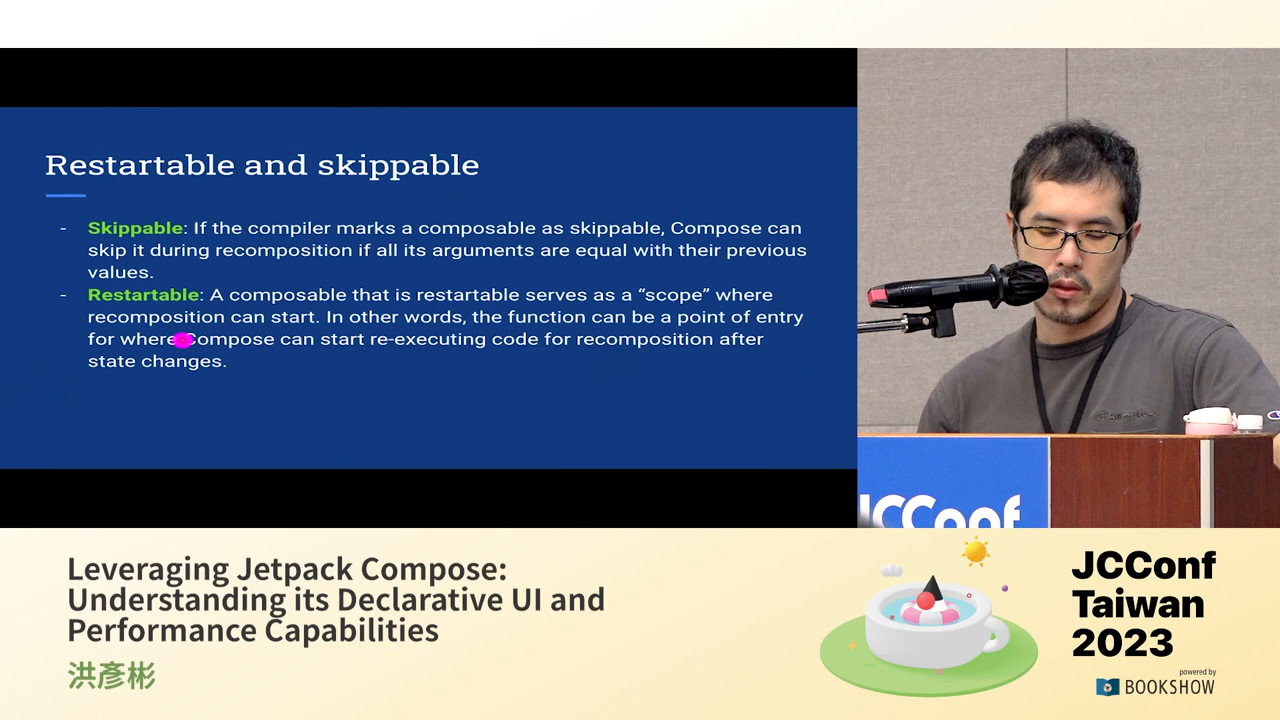 Restartable and skippable
- Skippable: If the compiler marks a composable as skippable, Compose can
skip it during recomposition if all its arguments are equal with their previous
values.
- Restartable: A composable that is restartable serves as a “scope” where
recomposition can start. In other words, the function can be a point of entry
for where Compose can start re-executing code for recomposition after
state changes.
JCConf
Leveraging Jetpack Compose:
Understanding its Declarative UI and
Performance Capabilities
洪彥彬
JCConf
Taiwan
2023
powered by
BOOKSHOW